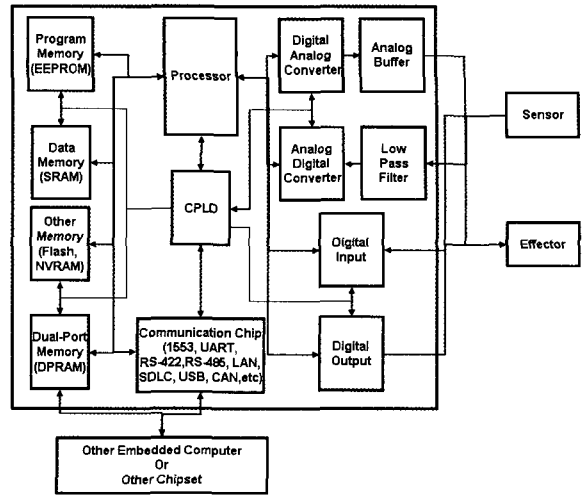 Program
Memory
(EEPROM)
Processor
Digital
Analog
Converter
Analog
Buffer
Sensor
Data
Memory
(SRAM)
Analog
Digital
Converter
Low
Pass
Filter
CPLD
Other
Memory
(Flash,
NVRAM)
Digital
Input
Effector
Dual-Port
Memory
(DPRAM)
Communication Chip
(1553, UART,
RS-422,RS-485, LAN,
SDLC, USB, CAN,etc)
Digital
Output
Other Embedded Computer
Or
Other Chipset